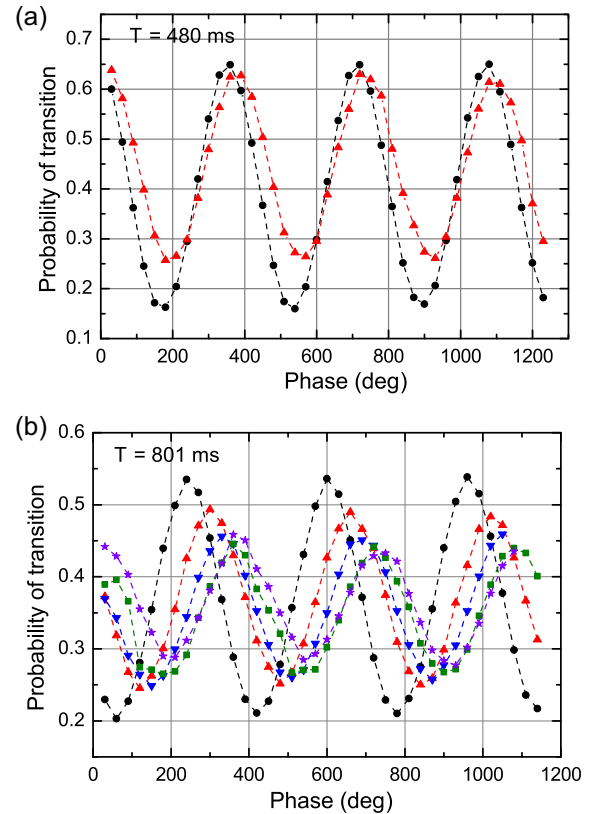 (a)
T = 480 ms
0.7
0.6
0.5
0.4
0.3
0.2
0.1
Probability of transition
0 200 400 600 800 1000 1200
Phase (deg)
(b)
T = 801 ms
0.6
0.5
0.4
0.3
0.2
Probability of transition
0 200 400 600 800 1000 1200
Phase (deg)